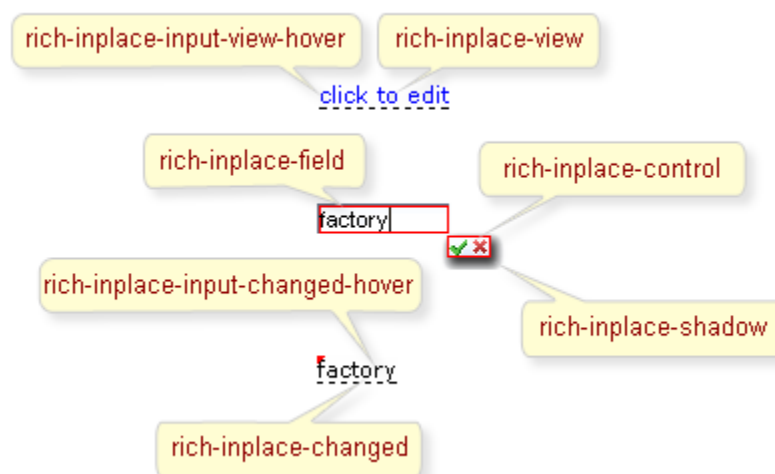 rich-inplace-input-view-hover
rich-inplace-view
click to edit
rich-inplace-field
rich-inplace-control
factory
rich-inplace-input-changed-hover
rich-inplace-shadow
factory
rich-inplace-changed